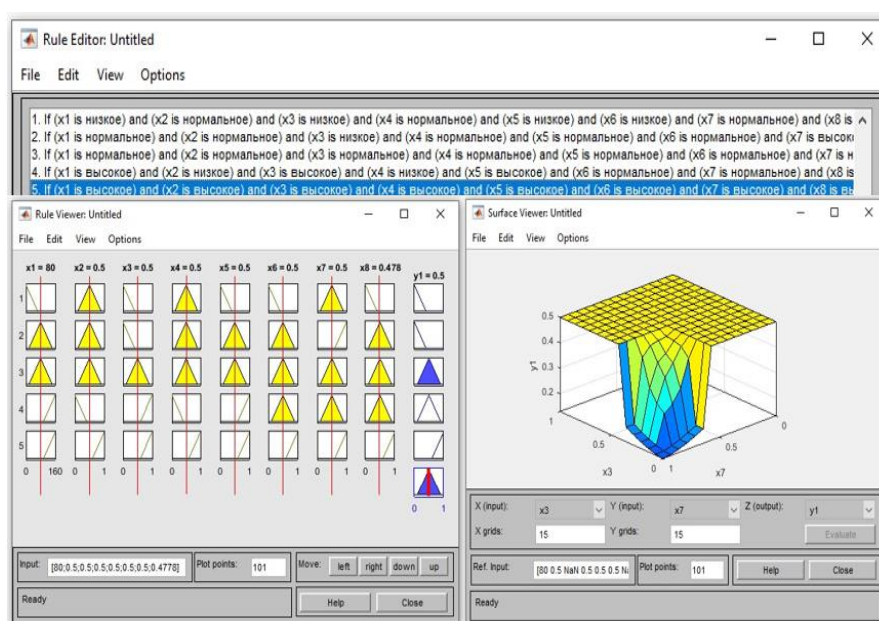 Rule Editor: Untitled
File Edit View Options
1. If (x1 is низкое) and (x2 is нормальное) and (x3 is низкое) and (x4 is нормальное) and (x5 is низкое) and (x6 is низкое) and (x7 is нормальное) and (x8 is
2. If (x1 is нормальное) and (x2 is нормальное) and (x3 is низкое) and (x4 is нормальное) and (x5 is нормальное) and (x6 is нормальное) and (x7 is высок
3. If (x1 is нормальное) and (x2 is нормальное) and (x3 is нормальное) and (x4 is нормальное) and (x5 is нормальное) and (x6 is нормальное) and (x7 is н
4. If (x1 is высокое) and (x2 is низкое) and (x3 is высокое) and (x4 is низкое) and (x5 is высокое) and (x6 is нормальное) and (x7 is нормальное) and (x8 is
5. If (x1 is высокое) and (x2 is высокое) and (x3 is высокое) and (x4 is высокое) and (x5 is высокое) and (x6 is высокое) and (x7 is высокое) and (x8 is вы
Rule Viewer: Untitled
File Edit View Options
x1 = 80 x2 = 0.5 x3 = 0.5 x4 = 0.5 x5 = 0.5 x6 = 0.5 x7 = 0.5 x8 = 0.478
y1 = 0.5
1
2
3
4
5
0 160 0 1 0 1 0 1 0 1 0 1 0 1 0 1
0 1
Input: [80;0.5;0.5;0.5;0.5;0.5;0.5;0.4778] Plot points: 101 Move: left right down up
Ready Help Close
Surface Viewer: Untitled
File Edit View Options
0.5
0.4
0.3
0.2
y1
1
0.5
0
x3
1
0.5
0
x7
X (input): x3 Y (input): x7 Z (output): y1
X grids: 15 Y grids: 15 Evaluate
Ref. Input: [80 0.5 NaN 0.5 0.5 0.5 Na Plot points: 101 Help Close
Ready